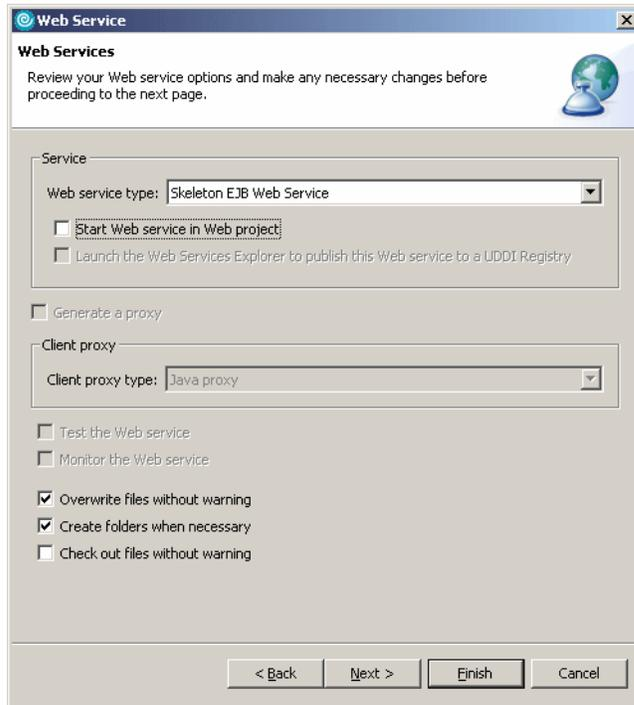 Web Service
Web Services
Review your Web service options and make any necessary changes before
proceeding to the next page.
Service
Web service type: Skeleton EJB Web Service
Start Web service in Web project
Launch the Web Services Explorer to publish this Web service to a UDDI Registry
Generate a proxy
Client proxy
Client proxy type: Java proxy
Test the Web service
Monitor the Web service
Overwrite files without warning
Create folders when necessary
Check out files without warning
< Back Next > Finish Cancel